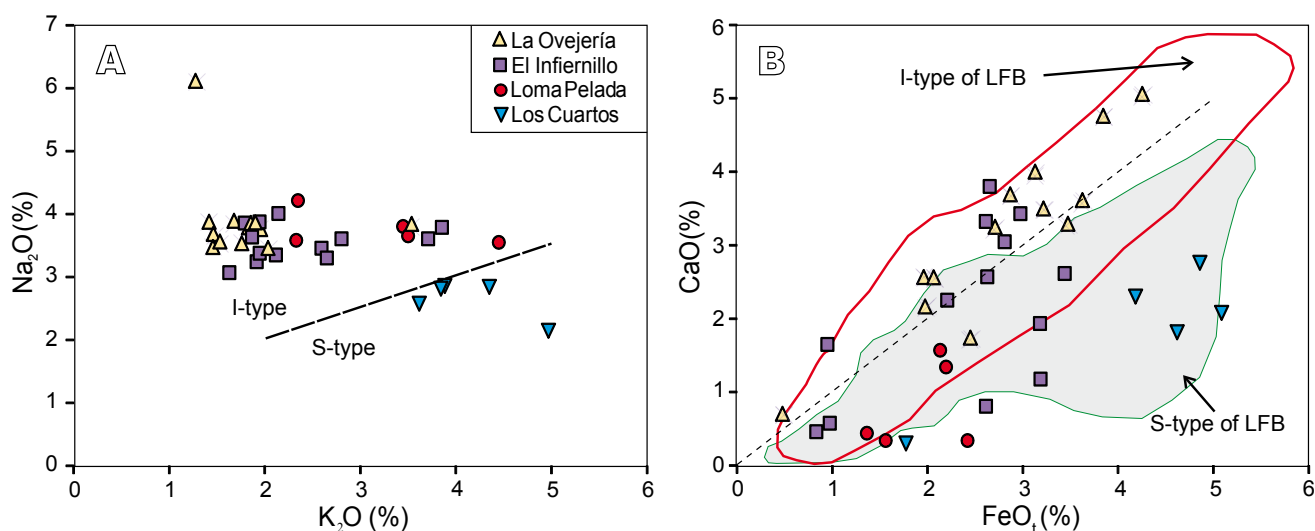 A
La Ovejería
El Infiernillo
Loma Pelada
Los Cuartos
I-type
S-type
7
6
5
4
3
2
1
0
Na₂O (%)
0 1 2 3 4 5 6
K₂O (%)
B
I-type of LFB
S-type of LFB
6
5
4
3
2
1
0
CaO (%)
0 1 2 3 4 5 6
FeOₜ (%)